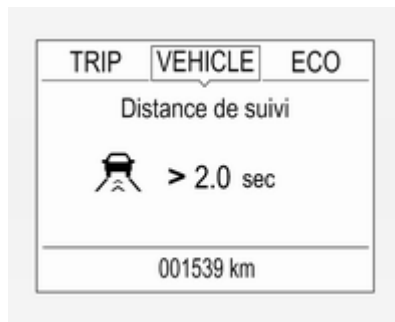 TRIP VEHICLE ECO
Distance de suivi
> 2.0 sec
001539 km